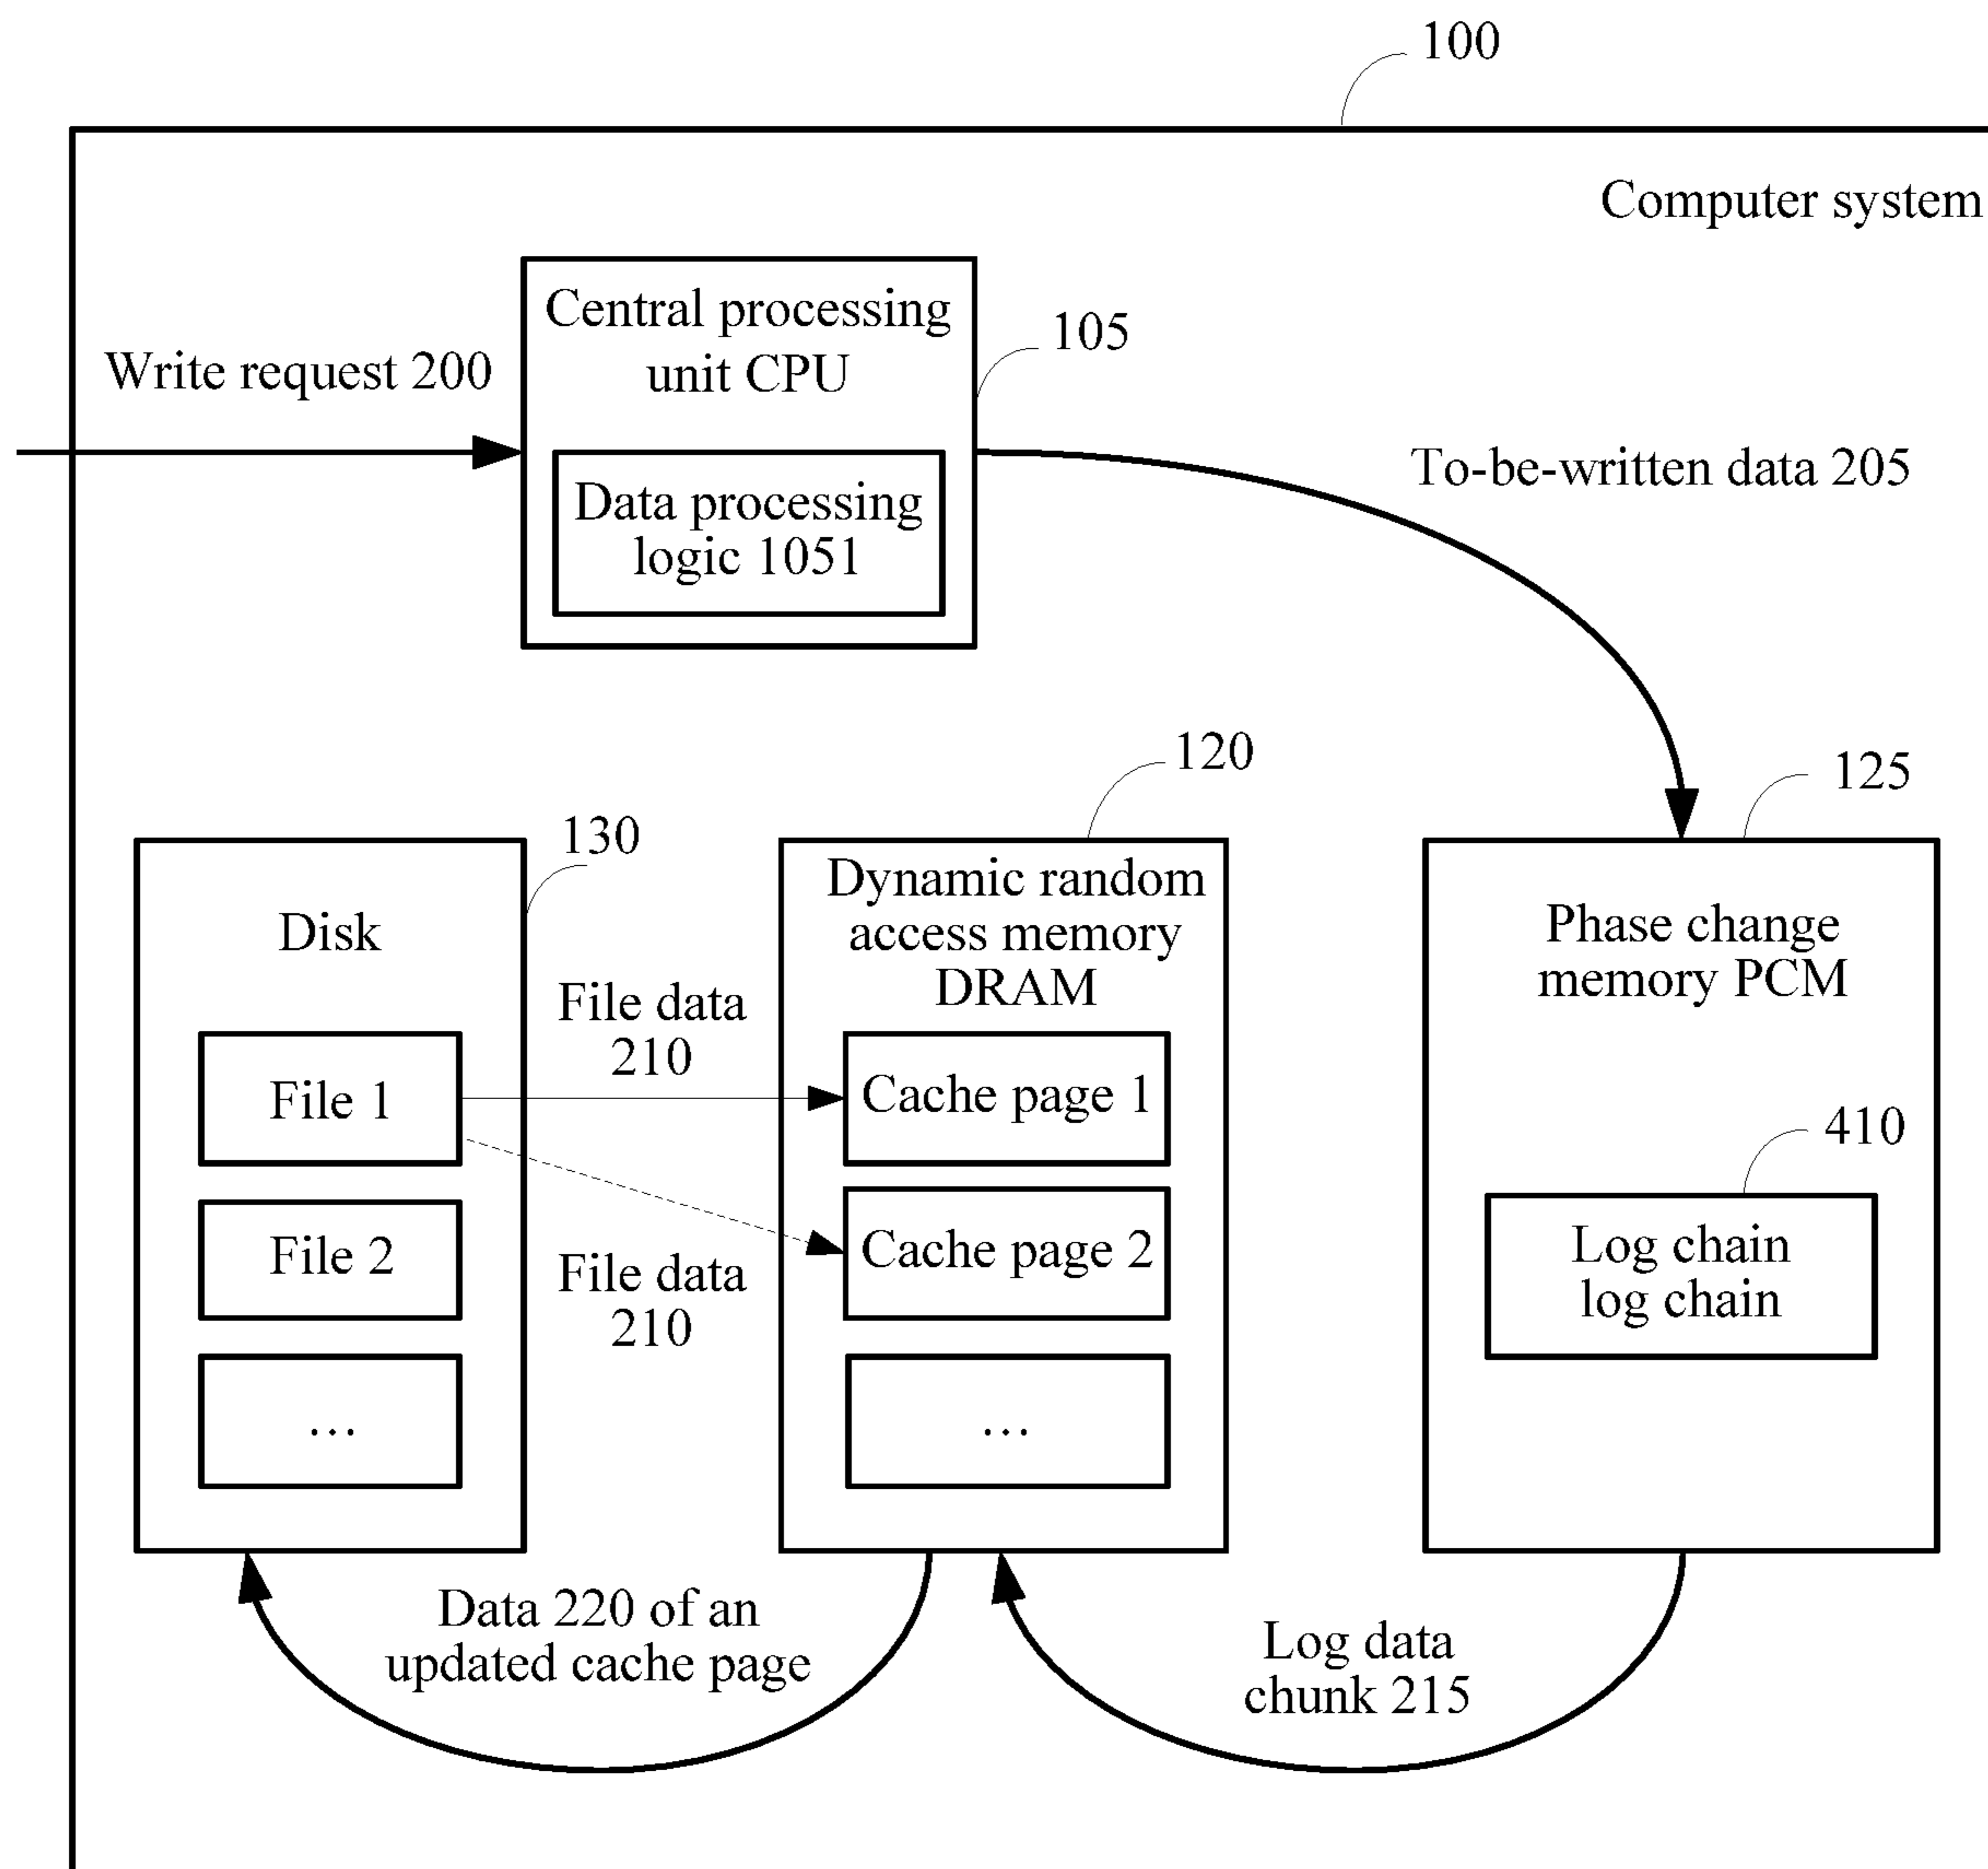 100
Computer system
Central processing
unit CPU
105
Write request 200
Data processing
logic 1051
To-be-written data 205
120
125
130
Disk
Dynamic random
access memory
DRAM
Phase change
memory PCM
File data
210
File 1
Cache page 1
410
File 2
Cache page 2
File data
210
Log chain
log chain
...
...
Data 220 of an
updated cache page
Log data
chunk 215